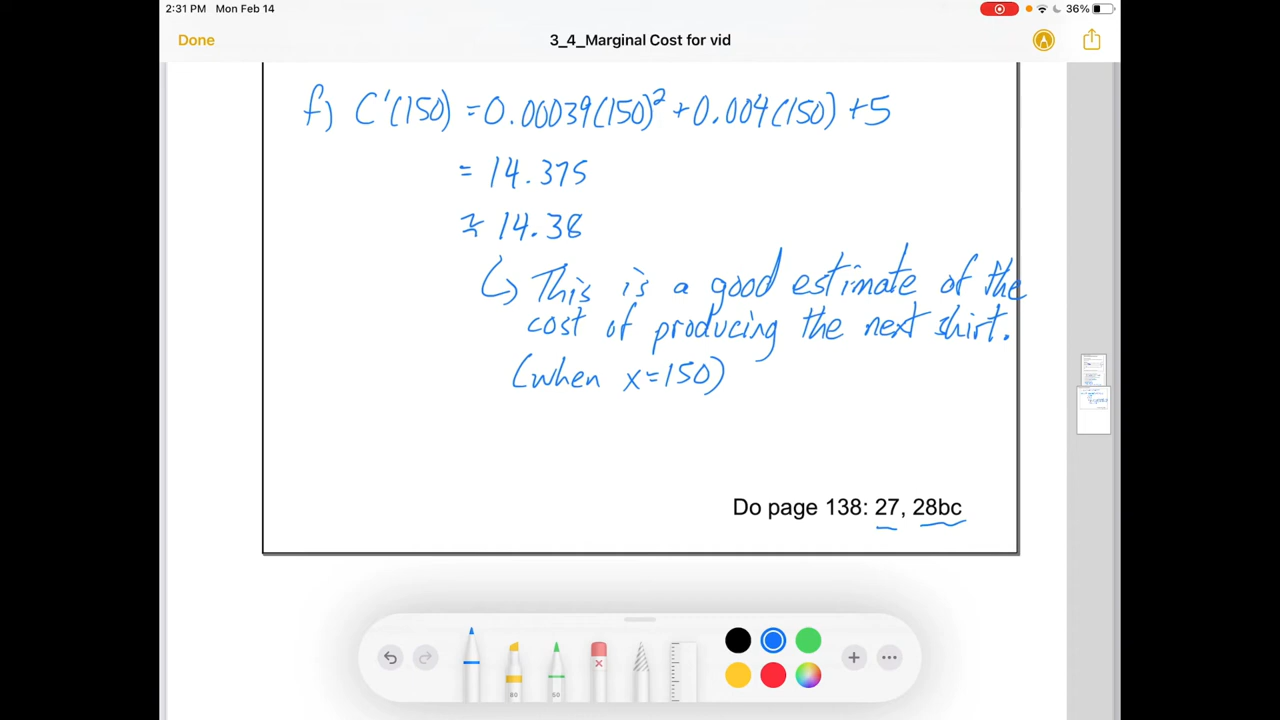 2:31 PM Mon Feb 14
36%
Done
3_4_Marginal Cost for vid
f) C'(150) = 0.00039(150)² + 0.004(150) + 5
= 14.375
≈ 14.38
↳ This is a good estimate of the
cost of producing the next shirt.
(when x=150)
Do page 138: 27, 28bc
80
50